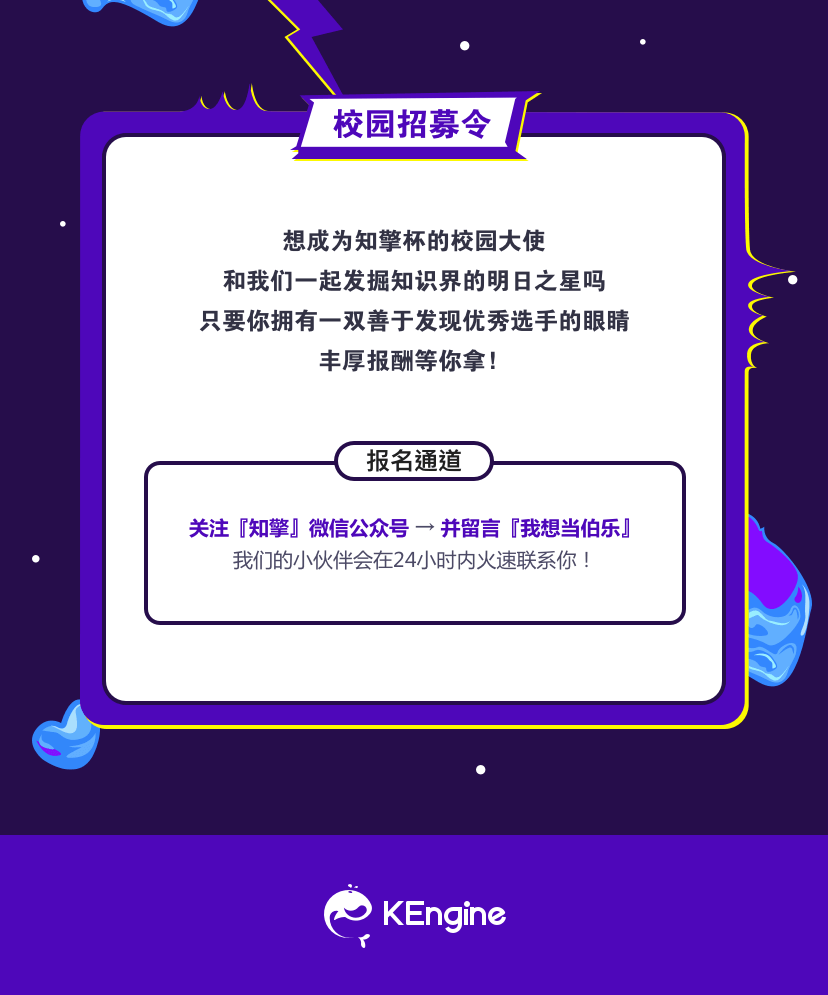 校园招募令
想成为知擎杯的校园大使
和我们一起发掘知识界的明日之星吗
只要你拥有一双善于发现优秀选手的眼睛
丰厚报酬等你拿！
报名通道
关注『知擎』微信公众号 → 并留言『我想当伯乐』
我们的小伙伴会在24小时内火速联系你！
KEngine